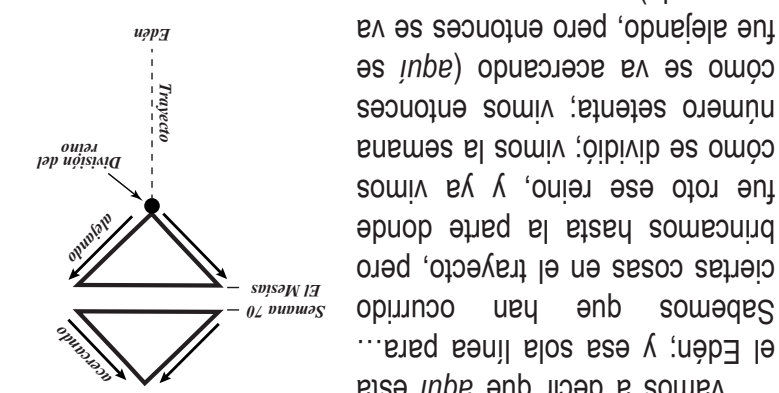 Vamos a decir que aquí está
el Edén; y esa sola línea para…
Sabemos que han ocurrido
ciertas cosas en el trayecto, pero
brincamos hasta la parte donde
fue roto ese reino, y ya vimos
cómo se dividió; vimos la semana
número setenta; vimos entonces
cómo se va acercando (aquí se
fue alejando, pero entonces se va
acercando
Semana 70
El Mesías
alejando
División del
reino
Trayecto
Edén